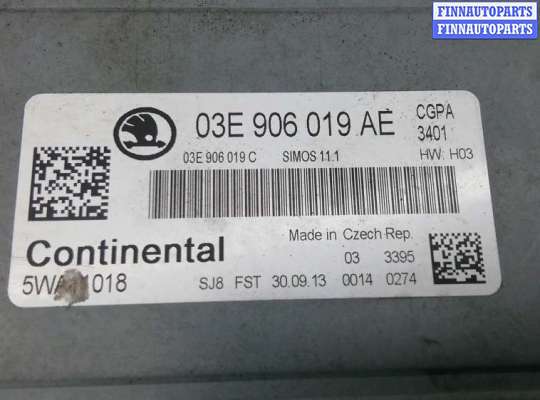 FINNAUTOPARTS
FINNAUTOPARTS
03E 906 019 AE
CGPA
3401
03E 906 019 C SIMOS 11.1 HW: H03
Continental
Made in Czech Rep.
03 3395
1018
SJ8 FST 30.09.13 0014 0274